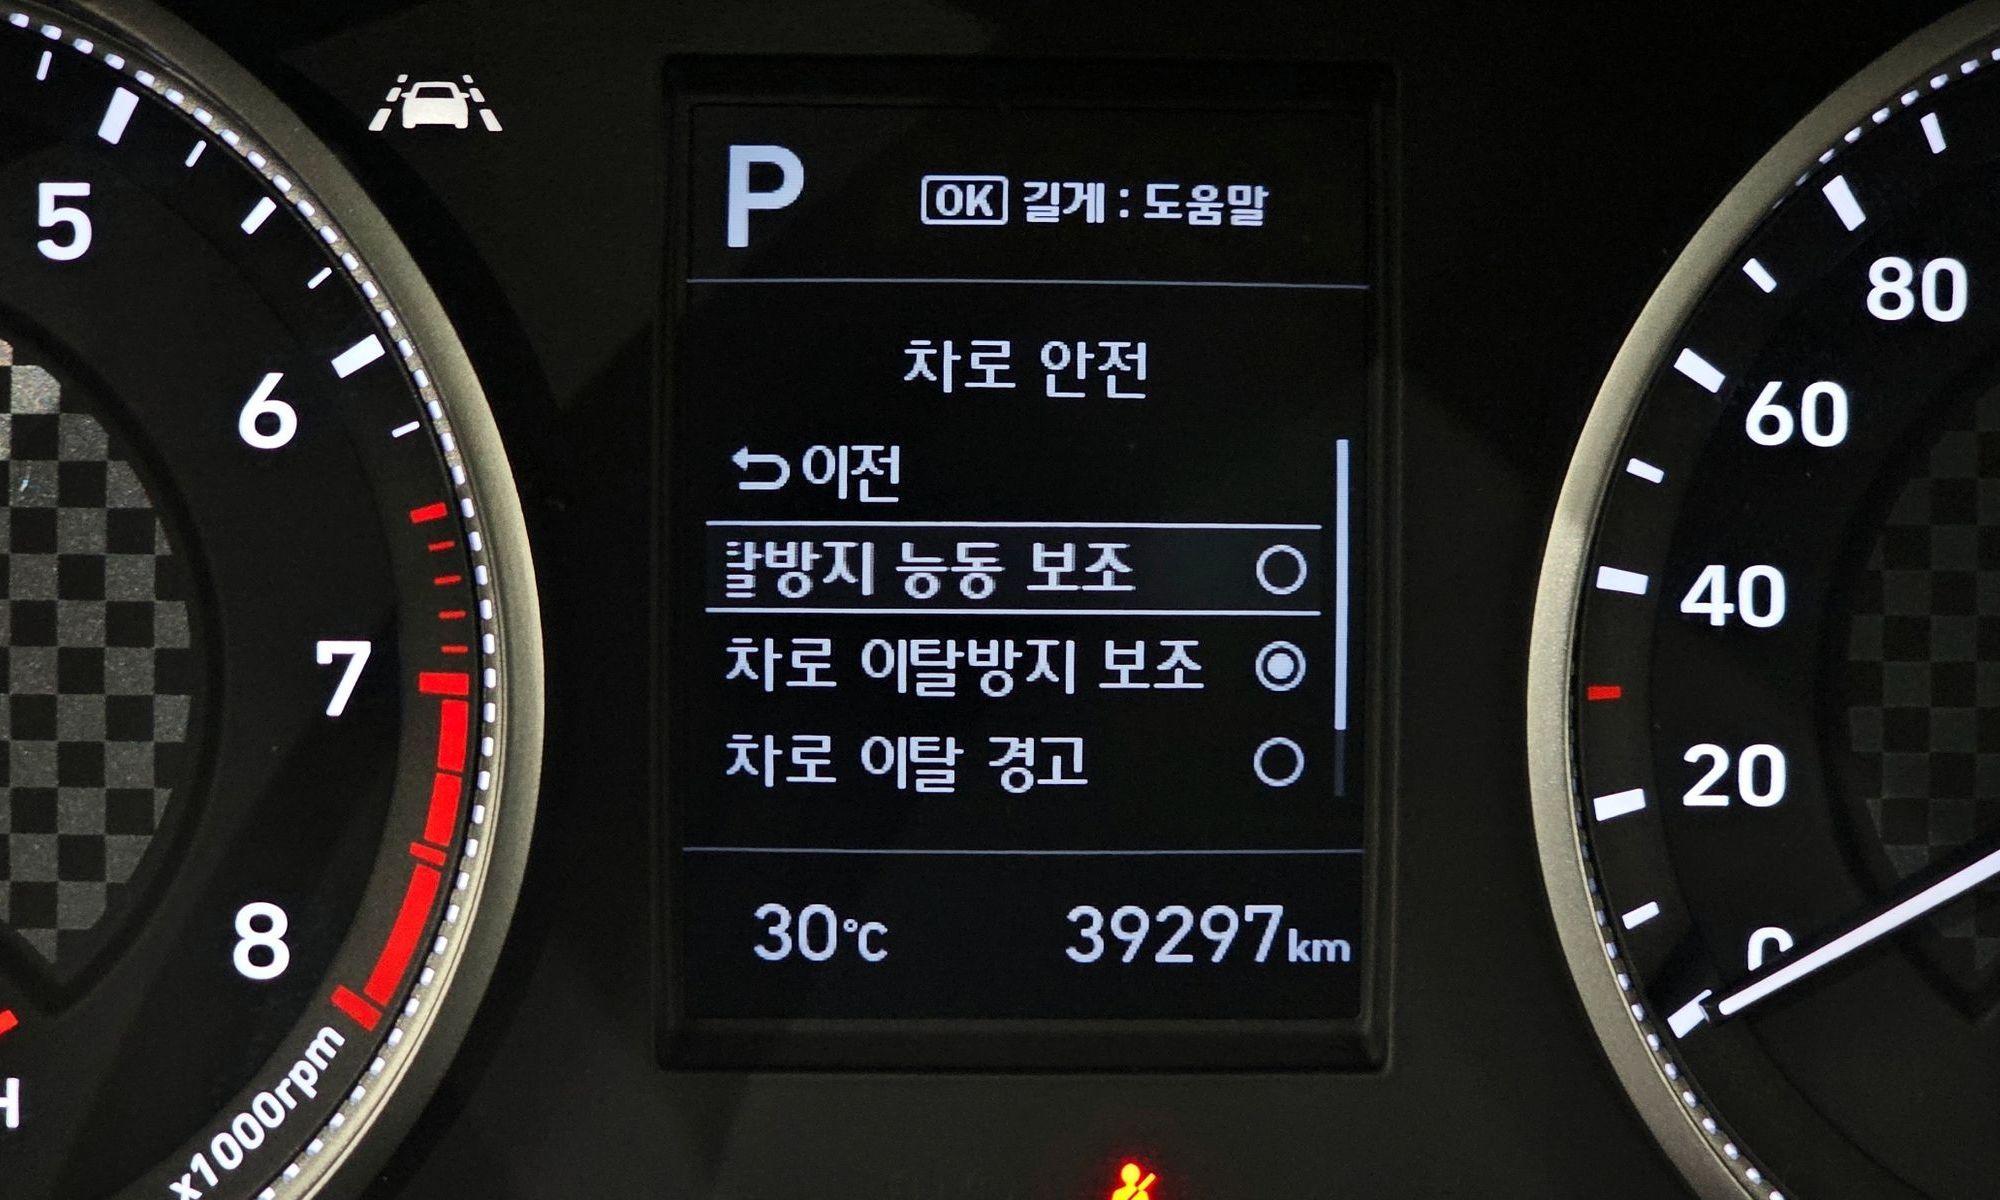 5
6
7
8
x1000rpm
H
P
OK 길게 : 도움말
차로 안전
이전
탈방지 능동 보조
차로 이탈방지 보조
차로 이탈 경고
30℃
39297km
80
60
40
20
0